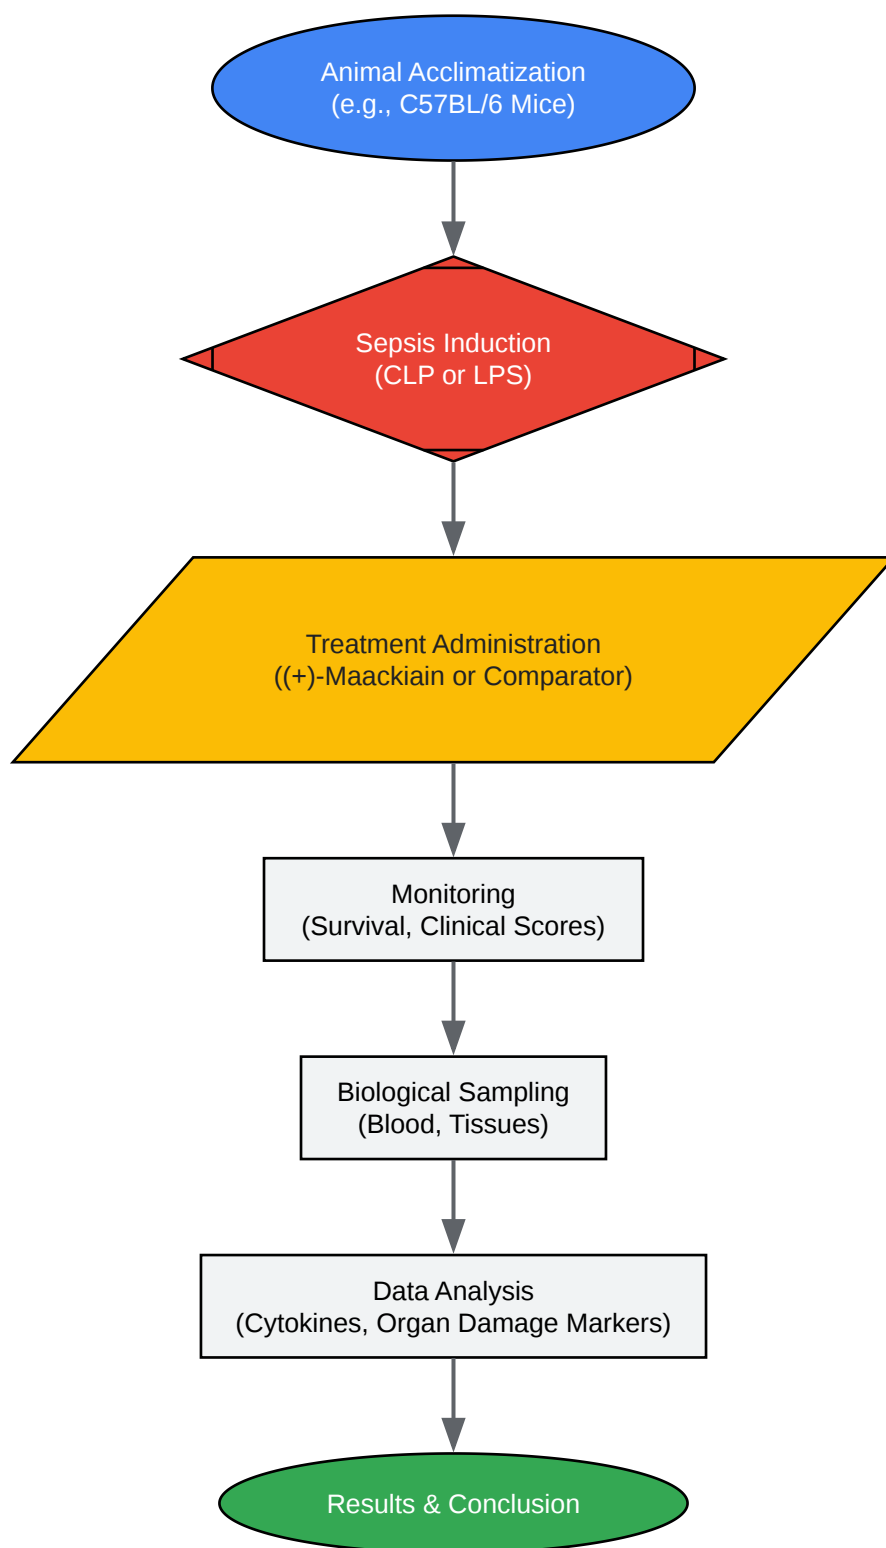 Animal Acclimatization
(e.g., C57BL/6 Mice)
Sepsis Induction
(CLP or LPS)
Treatment Administration
((+)-Maackiain or Comparator)
Monitoring
(Survival, Clinical Scores)
Biological Sampling
(Blood, Tissues)
Data Analysis
(Cytokines, Organ Damage Markers)
Results & Conclusion